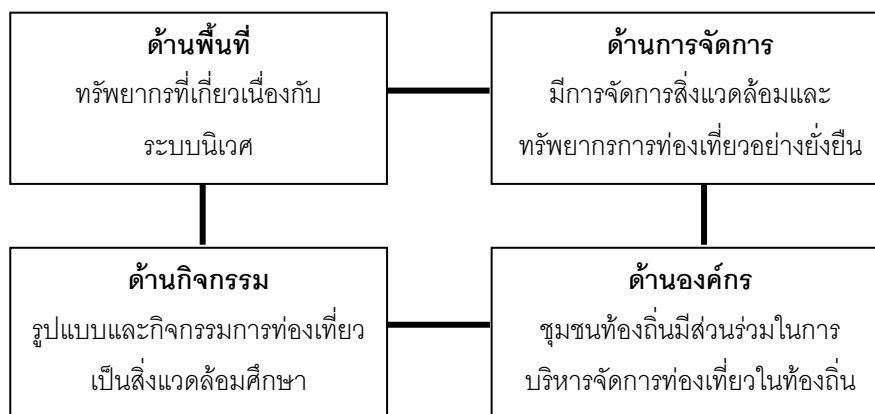 ด้านพื้นที่
ทรัพยากรที่เกี่ยวเนื่องกับ
ระบบนิเวศ
ด้านการจัดการ
มีการจัดการสิ่งแวดล้อมและ
ทรัพยากรการท่องเที่ยวอย่างยั่งยืน
ด้านกิจกรรม
รูปแบบและกิจกรรมการท่องเที่ยว
เป็นสิ่งแวดล้อมศึกษา
ด้านองค์กร
ชุมชนท้องถิ่นมีส่วนร่วมในการ
บริหารจัดการท่องเที่ยวในท้องถิ่น